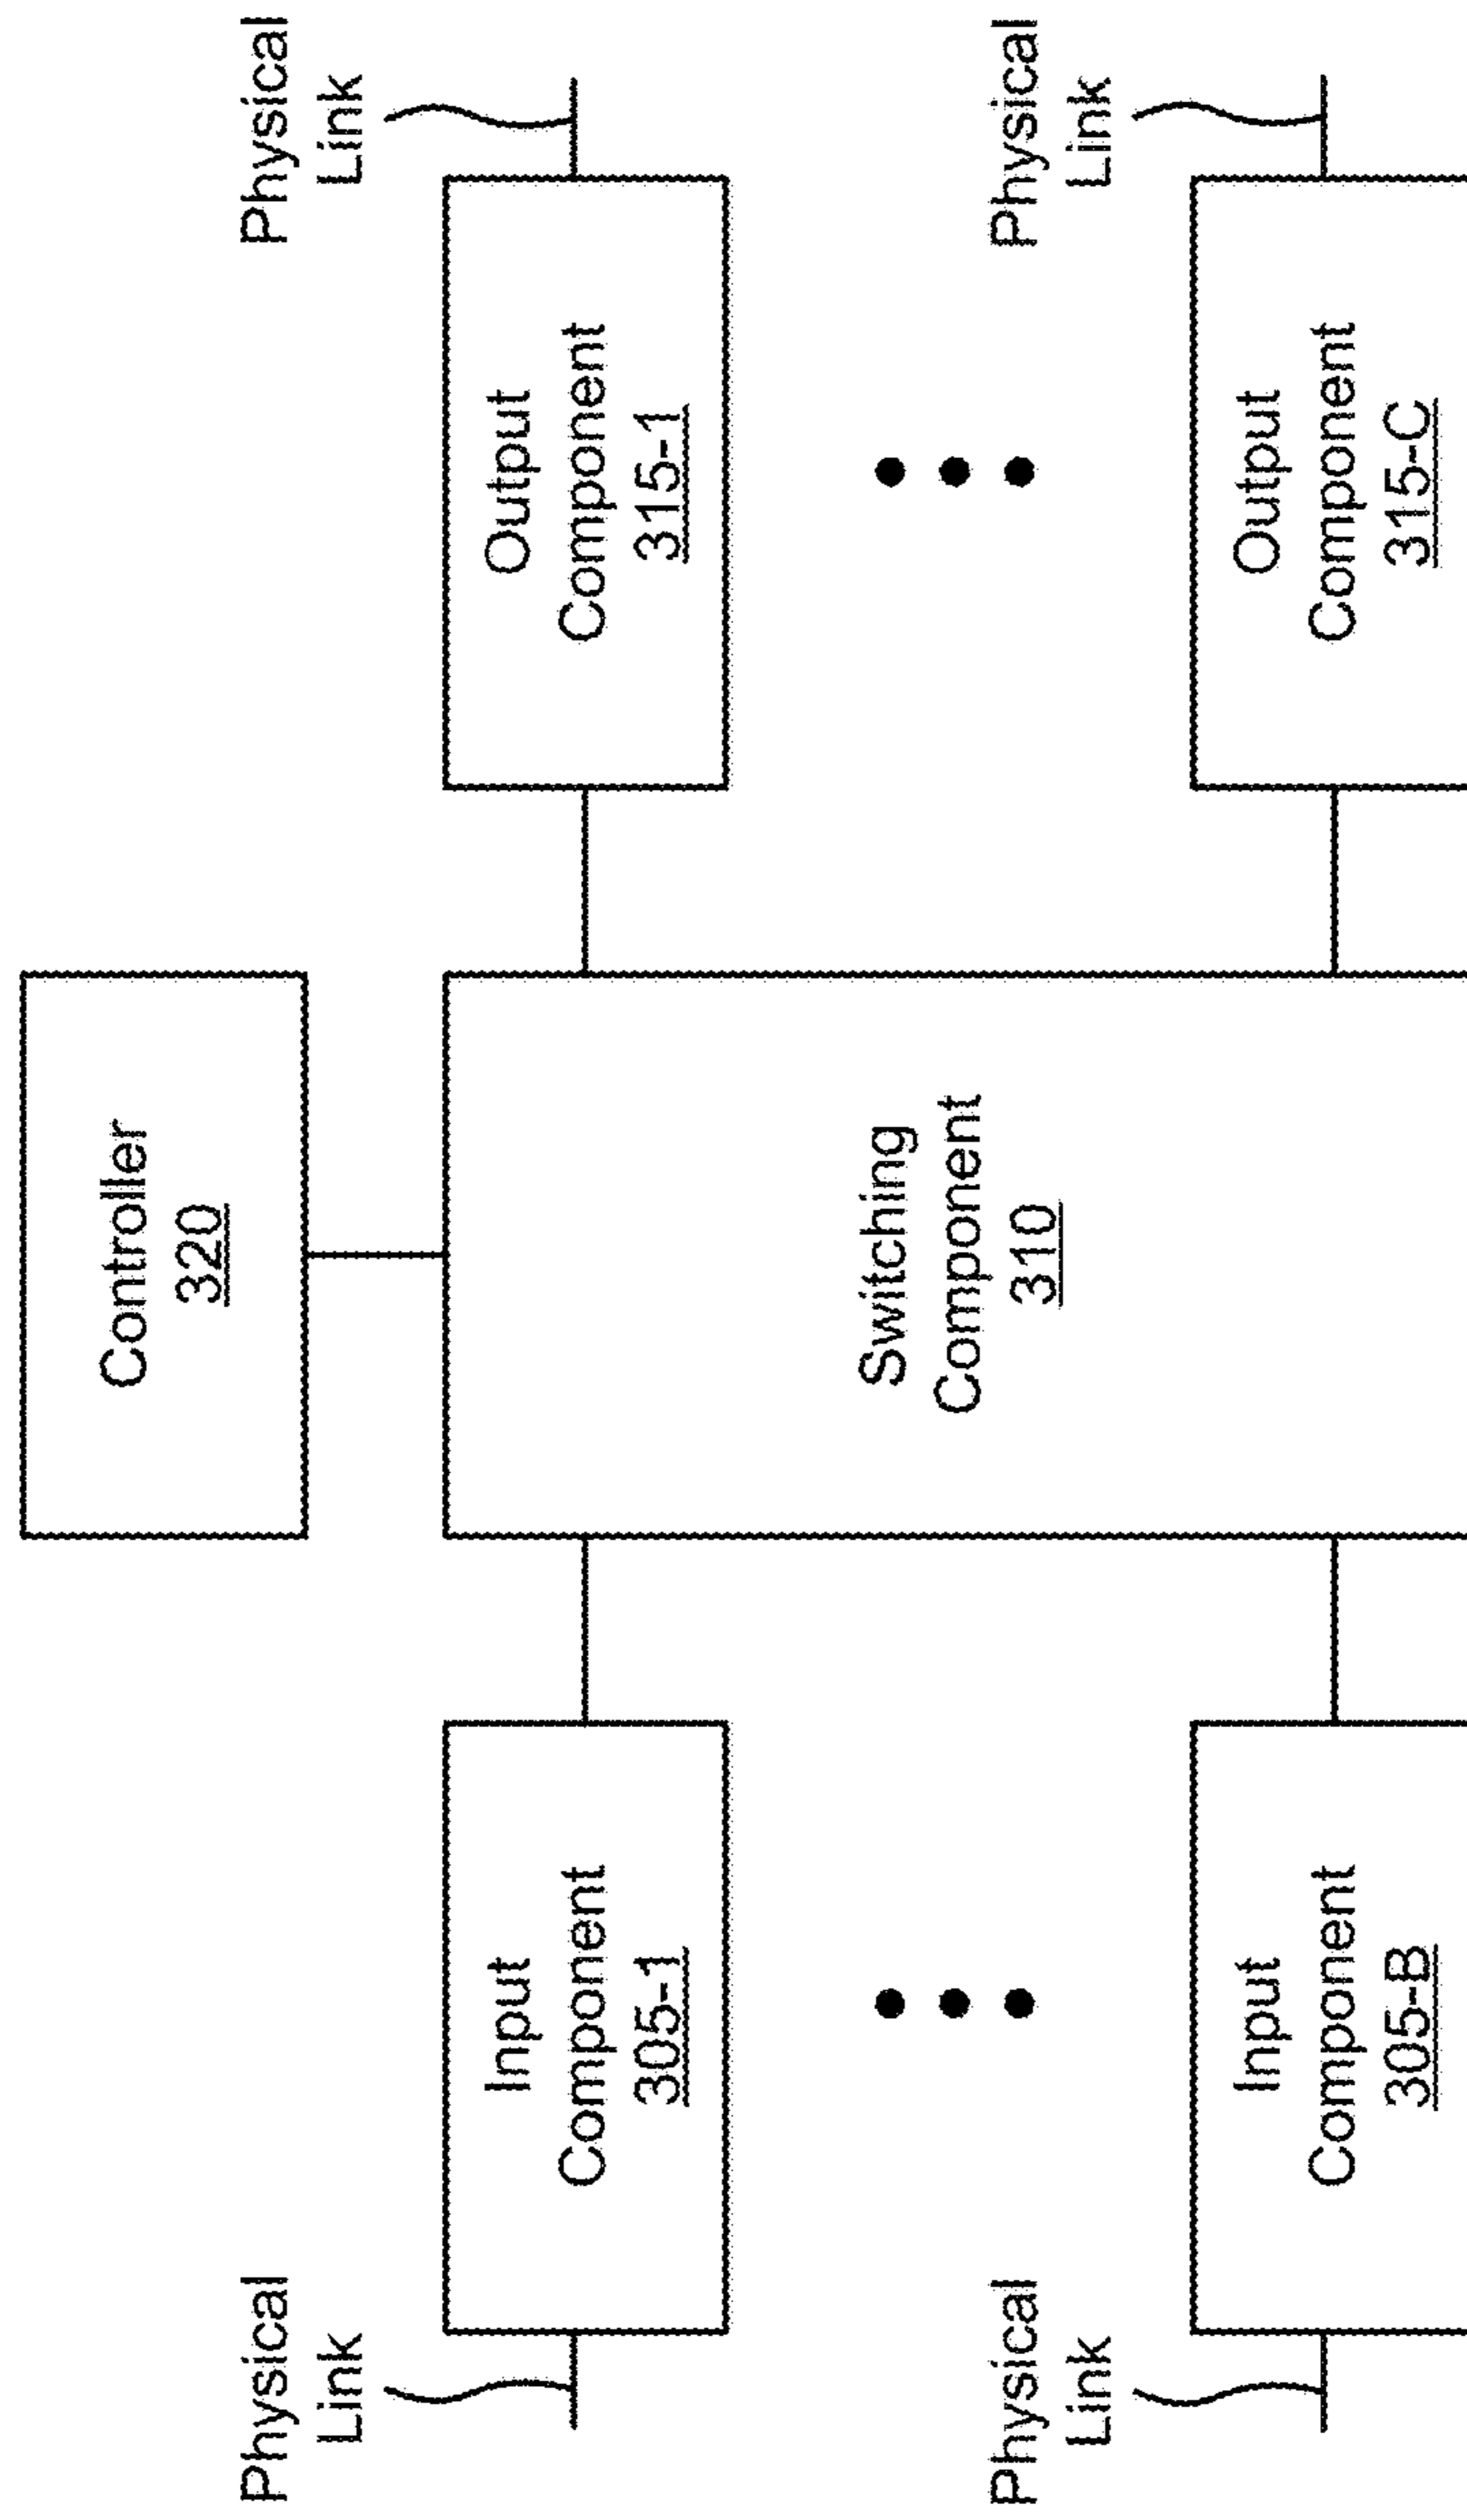 Controller
320
Physical
Link
Input
Component
305-1
Switching
Component
310
Output
Component
315-1
Physical
Link
Physical
Link
Input
Component
305-B
Output
Component
315-C
Physical
Link